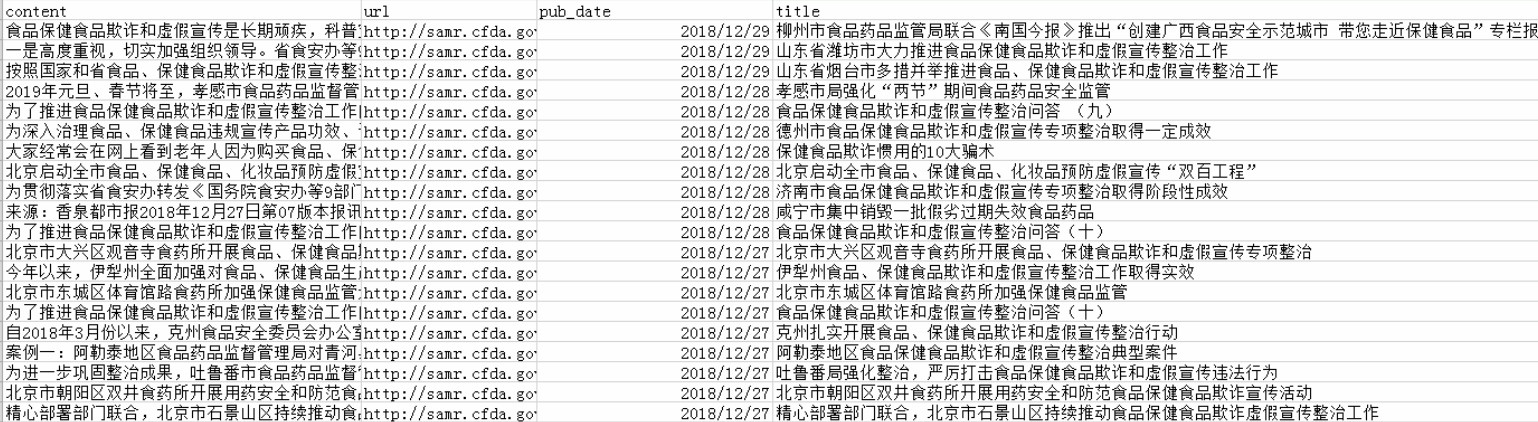 content url pub_date title
食品保健食品欺诈和虚假宣传是长期顽疾，科普 http://samr.cfda.gov 2018/12/29 柳州市食品药品监管局联合《南国今报》推出“创建广西食品安全示范城市 带您走近保健食品”专栏报
一是高度重视，切实加强组织领导。省食安办等 http://samr.cfda.gov 2018/12/29 山东省潍坊市大力推进食品保健食品欺诈和虚假宣传整治工作
按照国家和省食品、保健食品欺诈和虚假宣传整 http://samr.cfda.gov 2018/12/29 山东省烟台市多措并举推进食品、保健食品欺诈和虚假宣传整治工作
2019年元旦、春节将至，孝感市食品药品监督管 http://samr.cfda.gov 2018/12/28 孝感市局强化“两节”期间食品药品安全监管
为了推进食品保健食品欺诈和虚假宣传整治工作 http://samr.cfda.gov 2018/12/28 食品保健食品欺诈和虚假宣传整治问答 （九）
为深入治理食品、保健食品违规宣传产品功效、 http://samr.cfda.gov 2018/12/28 德州市食品保健食品欺诈和虚假宣传专项整治取得一定成效
大家经常会在网上看到老年人因为购买食品、保 http://samr.cfda.gov 2018/12/28 保健食品欺诈惯用的10大骗术
北京启动全市食品、保健食品、化妆品预防虚假 http://samr.cfda.gov 2018/12/28 北京启动全市食品、保健食品、化妆品预防虚假宣传“双百工程”
为贯彻落实省食安办转发《国务院食安办等9部门 http://samr.cfda.gov 2018/12/28 济南市食品保健食品欺诈和虚假宣传专项整治取得阶段性成效
来源：香泉都市报2018年12月27日第07版本报讯 http://samr.cfda.gov 2018/12/28 咸宁市集中销毁一批假劣过期失效食品药品
为了推进食品保健食品欺诈和虚假宣传整治工作 http://samr.cfda.gov 2018/12/28 食品保健食品欺诈和虚假宣传整治问答（十）
北京市大兴区观音寺食药所开展食品、保健食品 http://samr.cfda.gov 2018/12/27 北京市大兴区观音寺食药所开展食品、保健食品欺诈和虚假宣传专项整治
今年以来，伊犁州全面加强对食品、保健食品生 http://samr.cfda.gov 2018/12/27 伊犁州食品、保健食品欺诈和虚假宣传整治工作取得实效
北京市东城区体育馆路食药所加强保健食品监管 http://samr.cfda.gov 2018/12/27 北京市东城区体育馆路食药所加强保健食品监管
为了推进食品保健食品欺诈和虚假宣传整治工作 http://samr.cfda.gov 2018/12/27 食品保健食品欺诈和虚假宣传整治问答（十）
自2018年3月份以来，克州食品安全委员会办公室 http://samr.cfda.gov 2018/12/27 克州扎实开展食品、保健食品欺诈和虚假宣传整治行动
案例一：阿勒泰地区食品药品监督管理局对青河 http://samr.cfda.gov 2018/12/27 阿勒泰地区食品保健食品欺诈和虚假宣传整治典型案件
为进一步巩固整治成果，吐鲁番市食品药品监督 http://samr.cfda.gov 2018/12/27 吐鲁番局强化整治，严厉打击食品保健食品欺诈和虚假宣传违法行为
北京市朝阳区双井食药所开展用药安全和防范食 http://samr.cfda.gov 2018/12/27 北京市朝阳区双井食药所开展用药安全和防范食品保健食品欺诈宣传活动
精心部署部门联合，北京市石景山区持续推动食 http://samr.cfda.gov 2018/12/27 精心部署部门联合，北京市石景山区持续推动食品保健食品欺诈虚假宣传整治工作